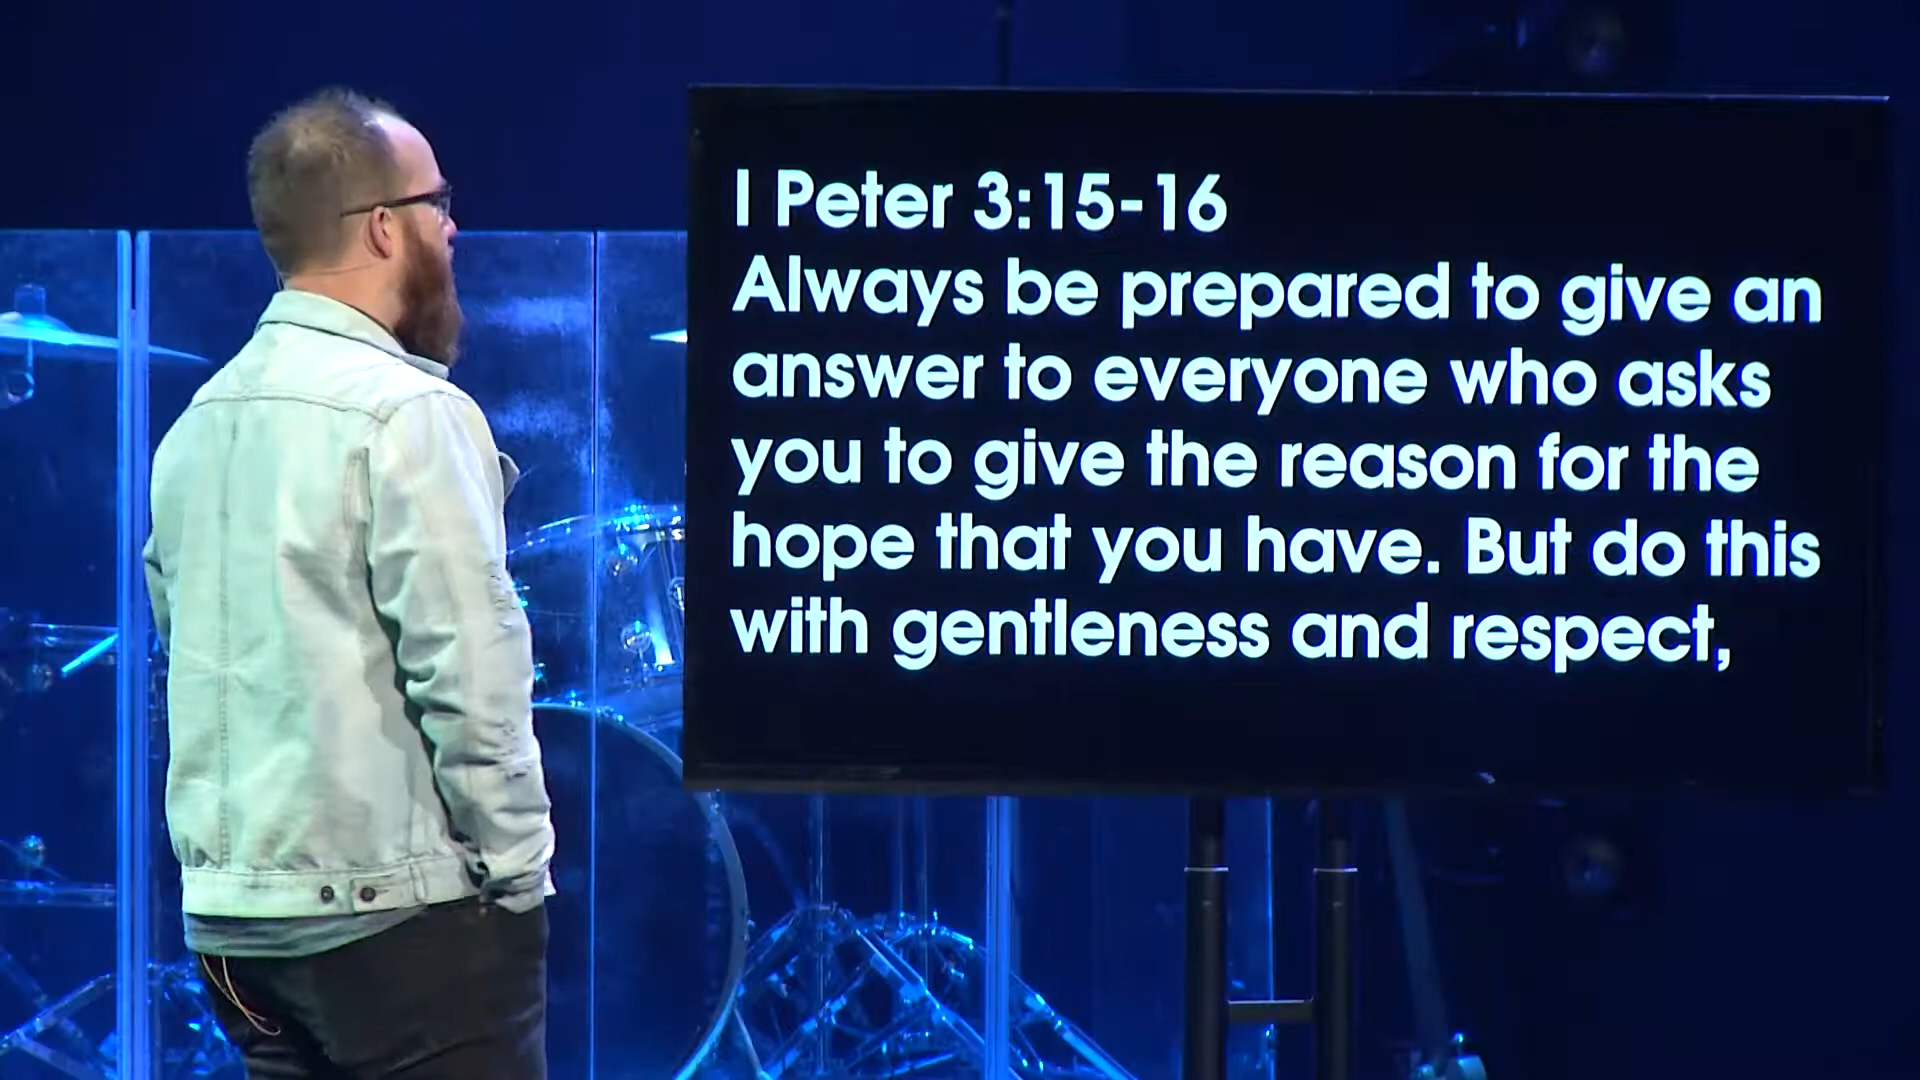 I Peter 3:15-16
Always be prepared to give an
answer to everyone who asks
you to give the reason for the
hope that you have. But do this
with gentleness and respect,